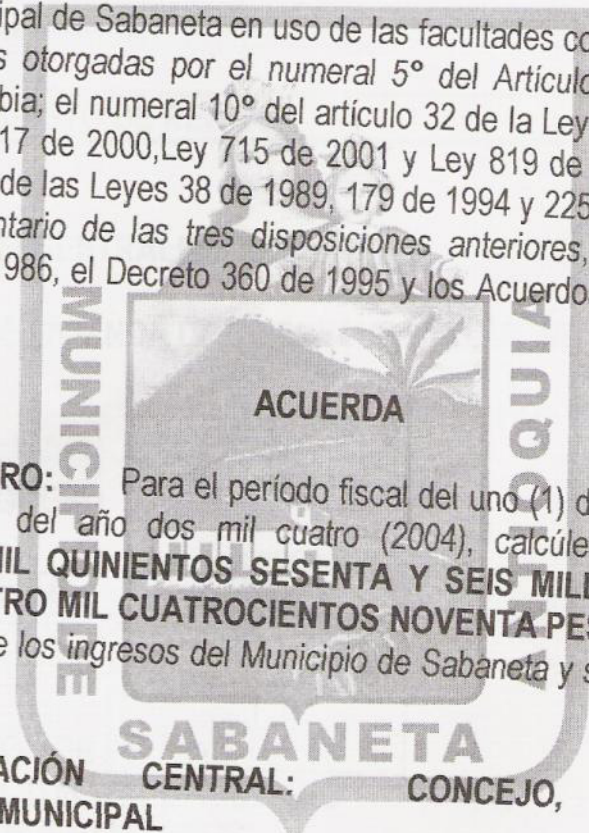 ipal de Sabaneta en uso de las facultades co
s otorgadas por el numeral 5° del Artículo
bia; el numeral 10° del artículo 32 de la Ley
17 de 2000,Ley 715 de 2001 y Ley 819 de
de las Leyes 38 de 1989, 179 de 1994 y 225
ntario de las tres disposiciones anteriores,
986, el Decreto 360 de 1995 y los Acuerdo
ACUERDA
RO: Para el período fiscal del uno (1) d
del año dos mil cuatro (2004), calcúle
MIL QUINIENTOS SESENTA Y SEIS MILL
TRO MIL CUATROCIENTOS NOVENTA PES
e los ingresos del Municipio de Sabaneta y s
ACIÓN CENTRAL: CONCEJO,
MUNICIPAL
MUNICIPIO DE
SABANETA
ANTIOQUIA